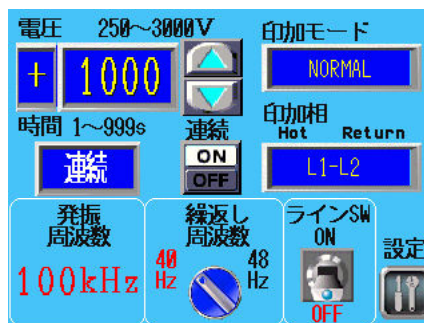 電圧 250～3000V
印加モード
+ 1000
NORMAL
時間 1～999s
連続
印加相
Hot Return
連続
ON
OFF
L1-L2
発振
周波数
100kHz
繰返し
周波数
40
Hz
48
Hz
ラインSW
ON
OFF
設定